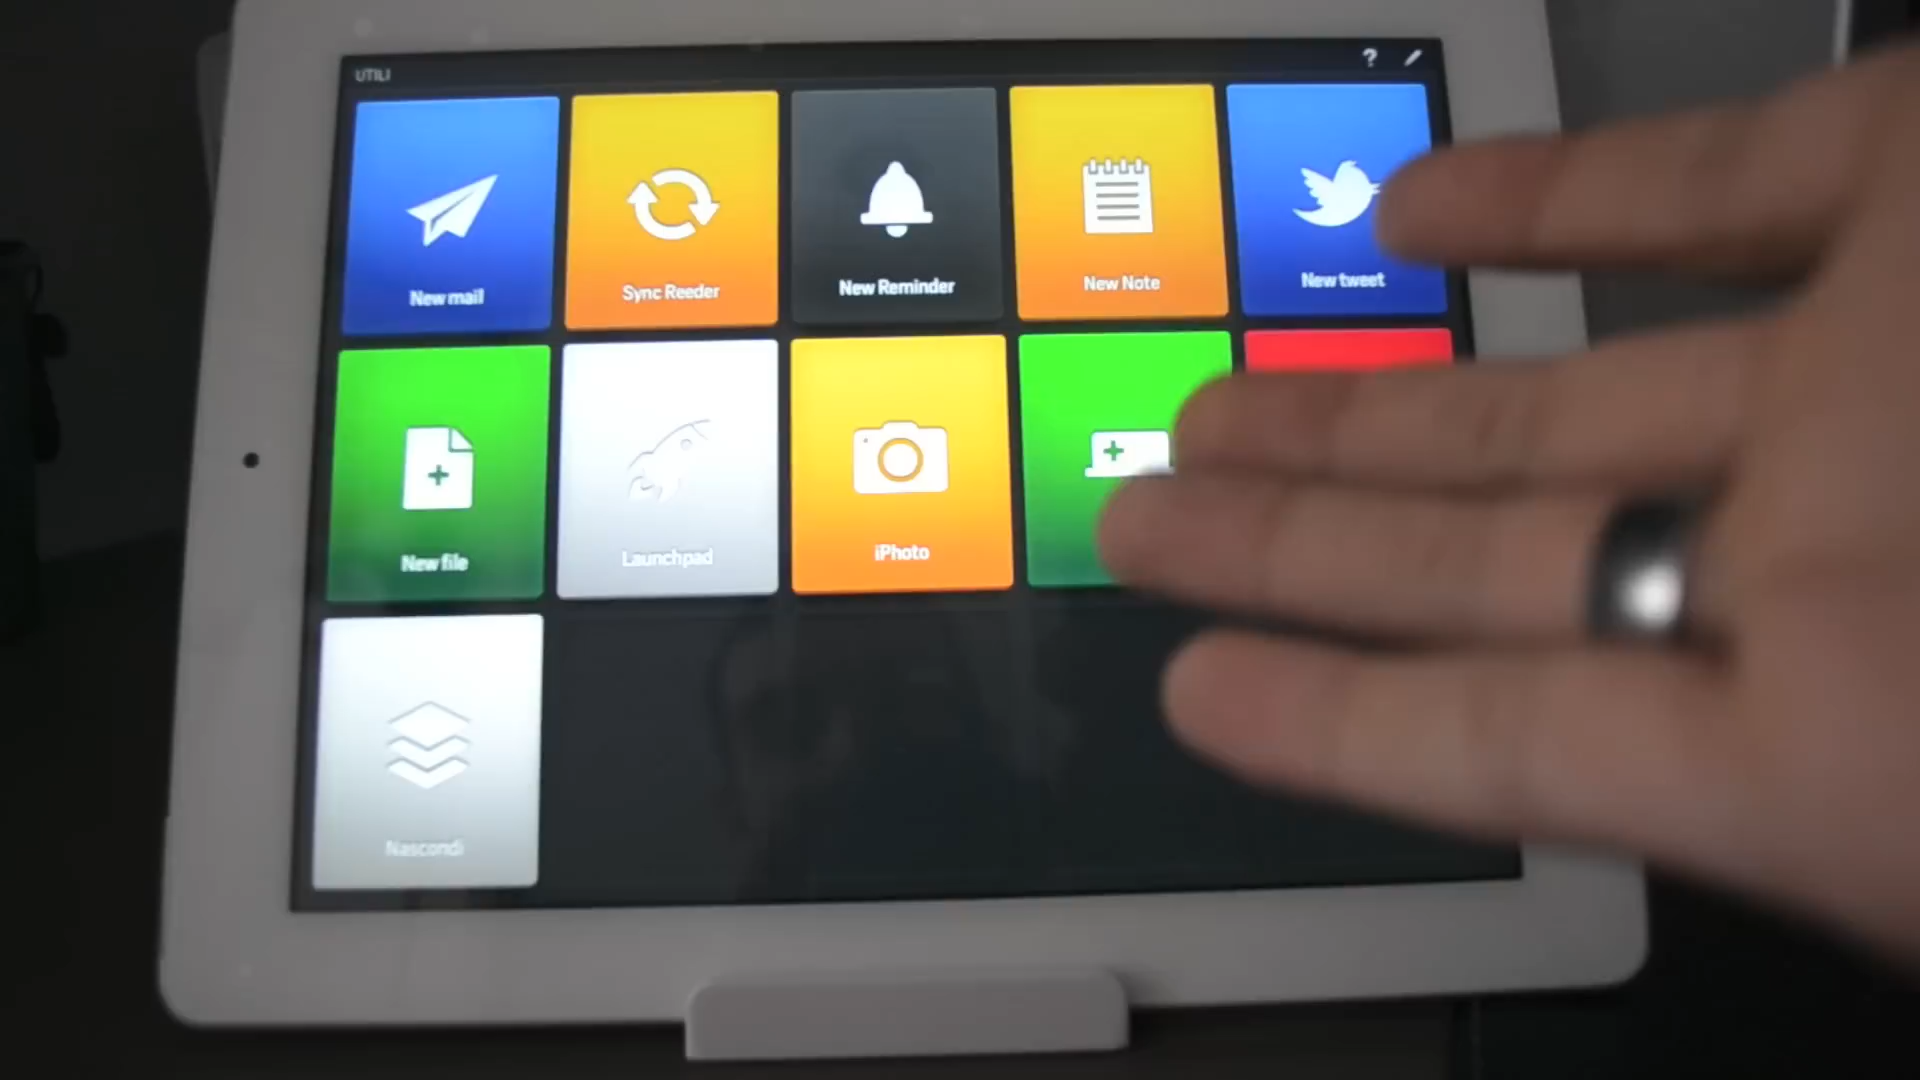 UTILI
?
New mail
Sync Reeder
New Reminder
New Note
New tweet
New file
Launchpad
iPhoto
Nascondi